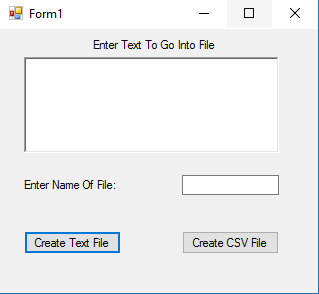 Form1
Enter Text To Go Into File
Enter Name Of File:
Create Text File
Create CSV File